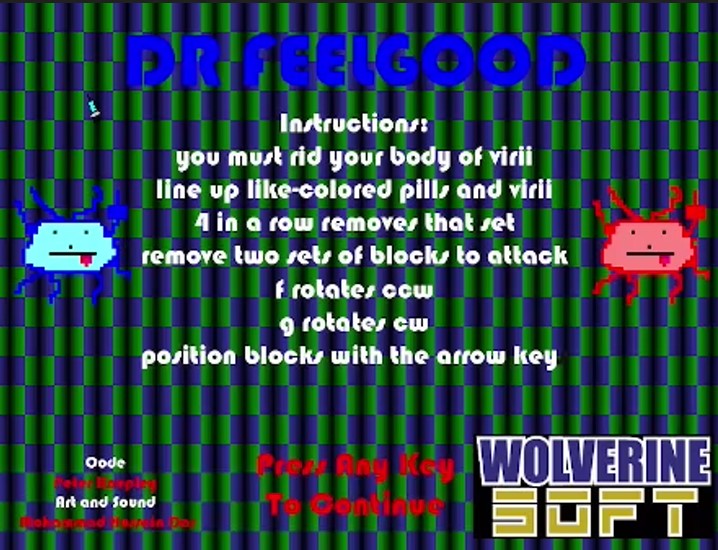 DR FEELGOOD
Instructions:
you must rid your body of virii
line up like-colored pills and virii
4 in a row removes that set
remove two sets of blocks to attack
f rotates ccw
g rotates cw
position blocks with the arrow key
Code
Peter
Art and Sound
Mohammad
Press Any Key
To Continue
WOLVERINE
SOFT